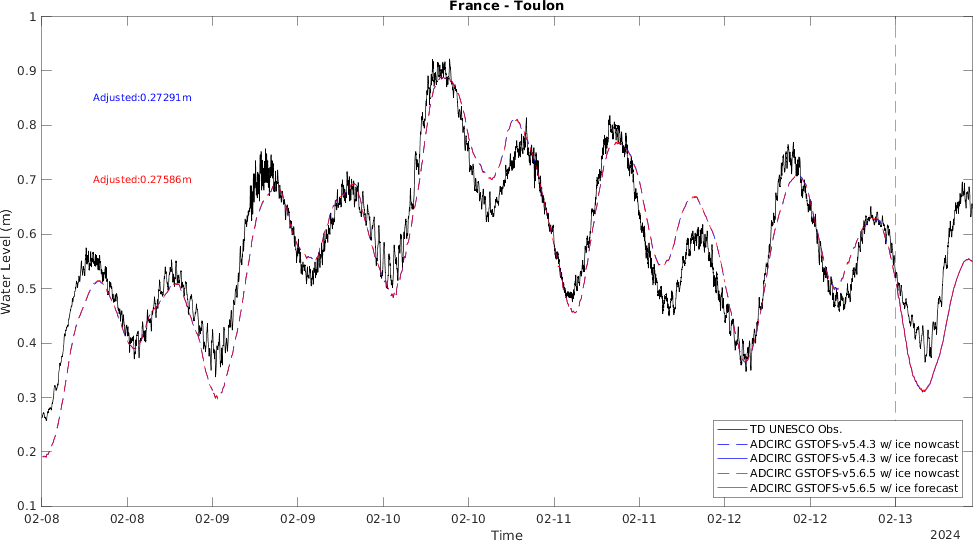 France - Toulon
1
0.9
0.8
0.7
0.6
0.5
0.4
0.3
0.2
0.1
Water Level (m)
Adjusted:0.27291m
Adjusted:0.27586m
TD UNESCO Obs.
ADCIRC GSTOFS-v5.4.3 w/ ice nowcast
ADCIRC GSTOFS-v5.4.3 w/ ice forecast
ADCIRC GSTOFS-v5.6.5 w/ ice nowcast
ADCIRC GSTOFS-v5.6.5 w/ ice forecast
02-08 02-08 02-09 02-09 02-10 02-10 02-11 02-11 02-12 02-12 02-13
Time
2024